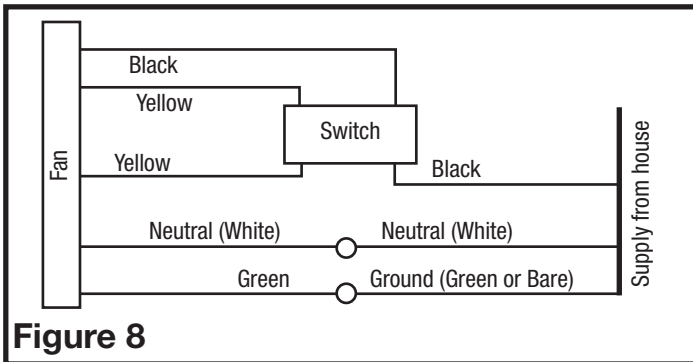 Black
Yellow
Switch
Fan
Yellow
Black
Supply from house
Neutral (White)
Neutral (White)
Green
Ground (Green or Bare)
Figure 8